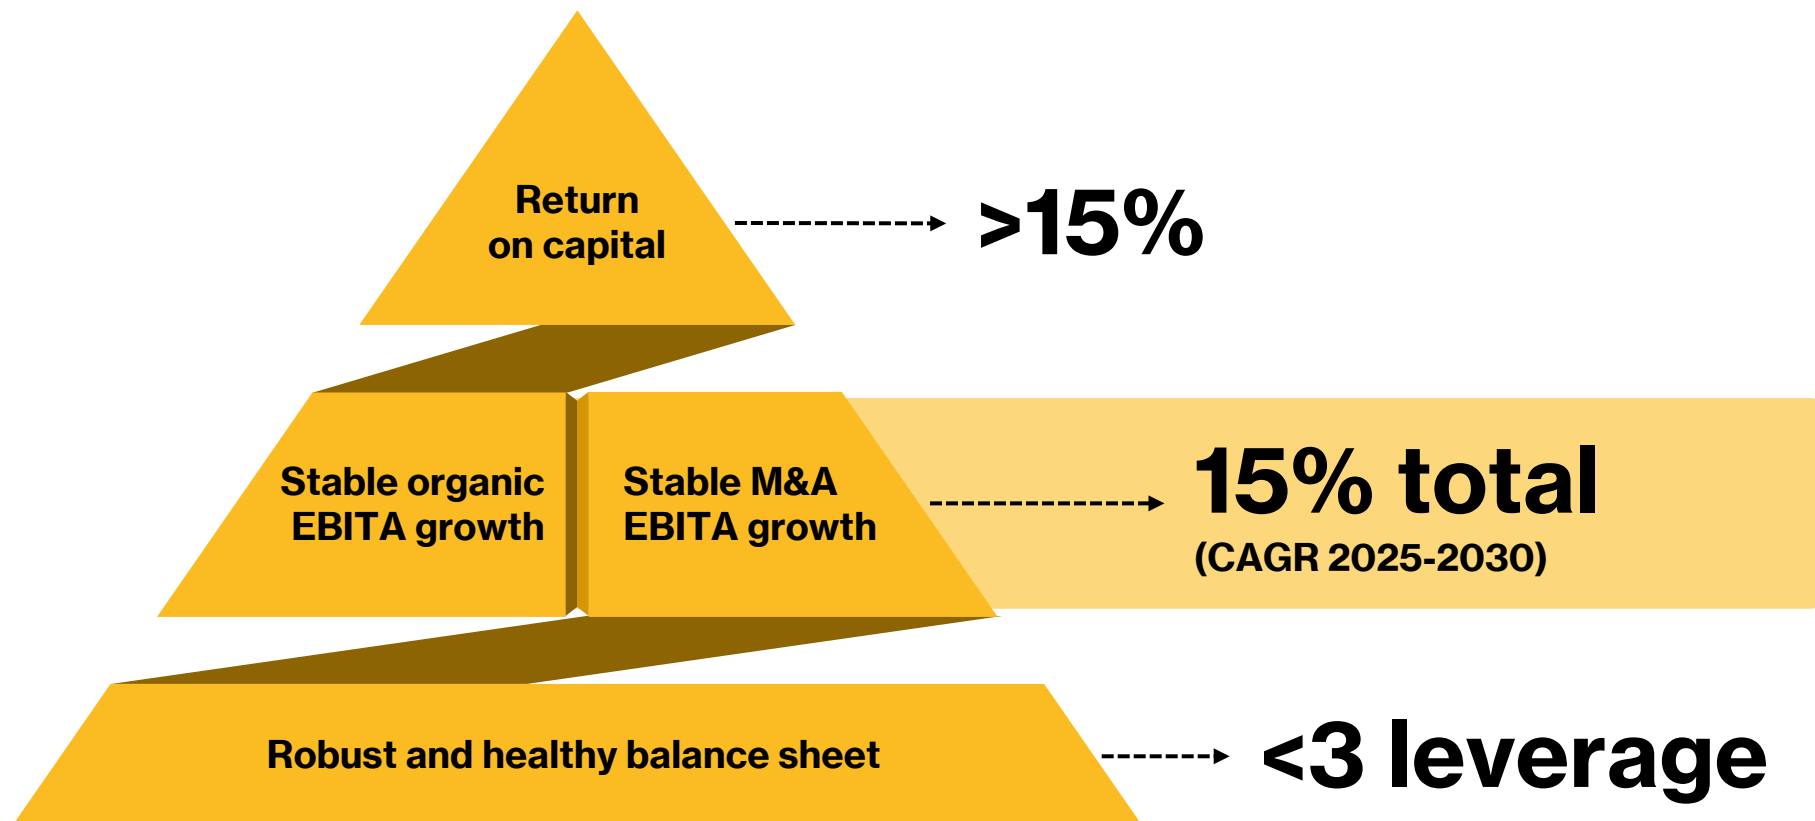 Return
on capital
>15%
Stable organic
EBITA growth
Stable M&A
EBITA growth
15% total
(CAGR 2025-2030)
Robust and healthy balance sheet
<3 leverage